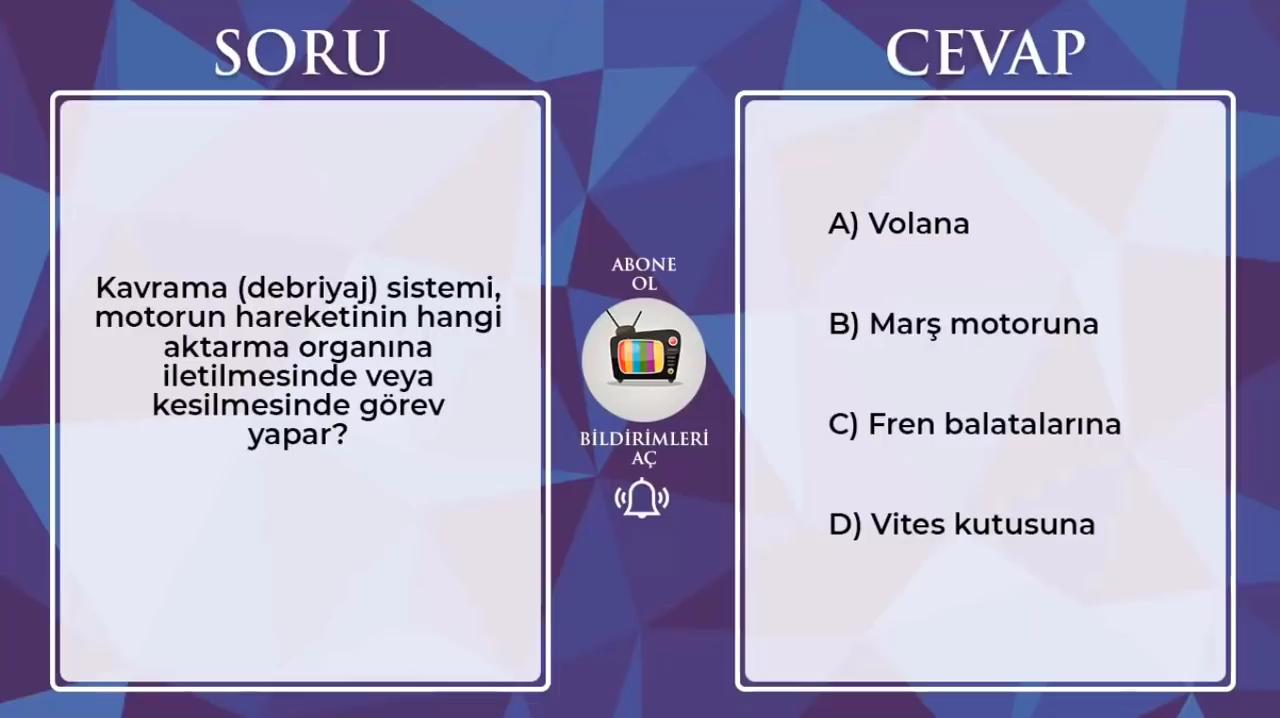 SORU
Kavrama (debriyaj) sistemi,
motorun hareketinin hangi
aktarma organına
iletilmesinde veya
kesilmesinde görev
yapar?
ABONE
OL
BİLDİRİMLERİ
AÇ
CEVAP
A) Volana
B) Marş motoruna
C) Fren balatalarına
D) Vites kutusuna